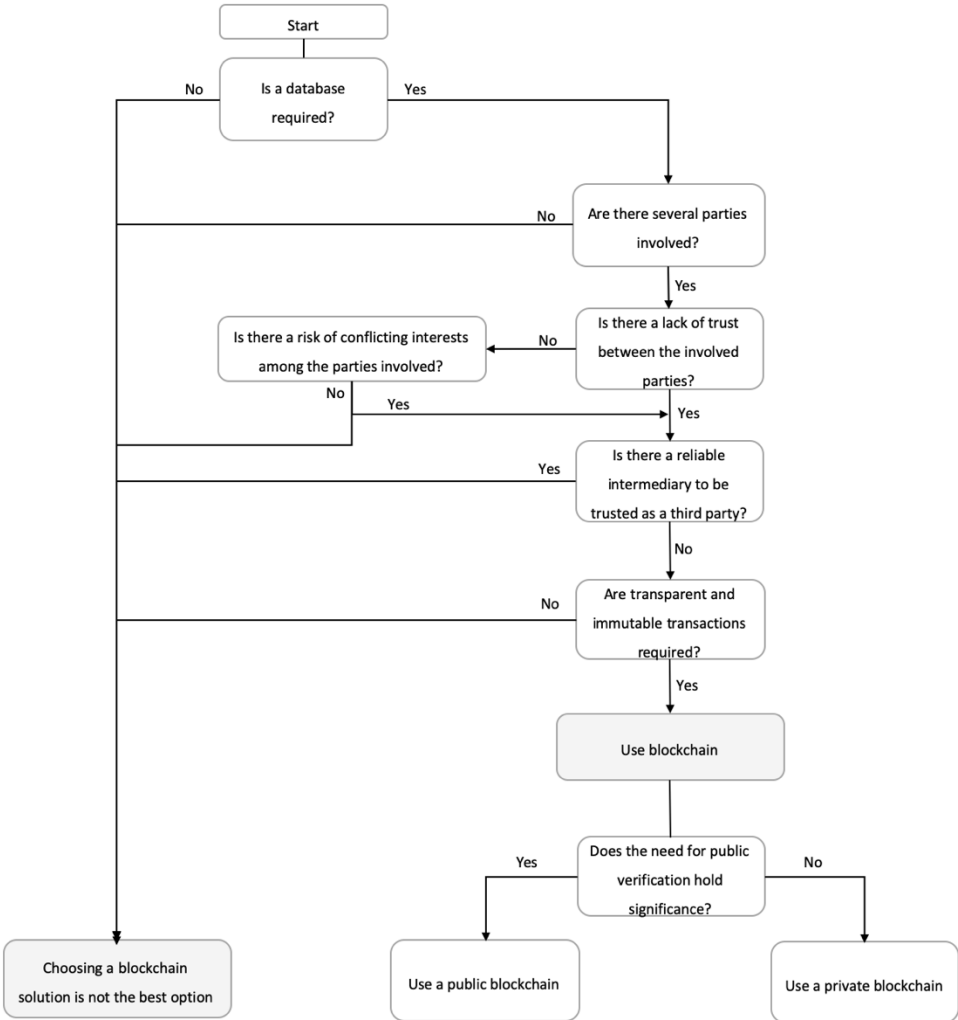 Start
No
Is a database
required?
Yes
No
Are there several parties
involved?
Yes
Is there a risk of conflicting interests
among the parties involved?
No
Is there a lack of trust
between the involved
parties?
No
Yes
Yes
Yes
Is there a reliable
intermediary to be
trusted as a third party?
No
No
Are transparent and
immutable transactions
required?
Yes
Use blockchain
Yes
Does the need for public
verification hold
significance?
No
Choosing a blockchain
solution is not the best option
Use a public blockchain
Use a private blockchain